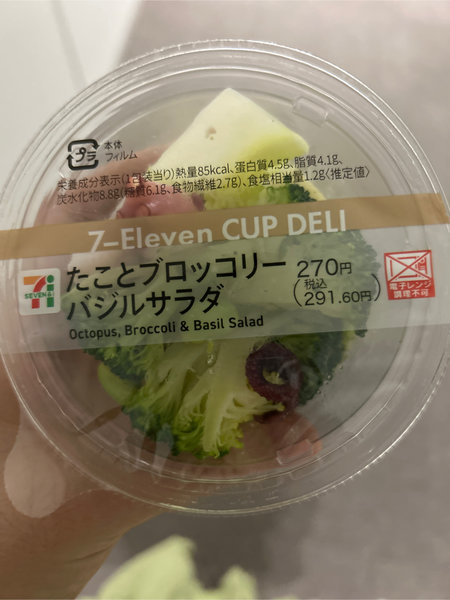 プラ
本体
フィルム
栄養成分表示(1包装当り)熱量85kcal、蛋白質4.5g、脂質4.1g、
炭水化物8.8g(糖質6.1g、食物繊維2.7g)、食塩相当量1.2g〈推定値〉
7-Eleven CUP DELI
7
SEVEN&i
たことブロッコリー
バジルサラダ
Octopus, Broccoli & Basil Salad
270円
(税込
291.60円)
電子レンジ
調理不可